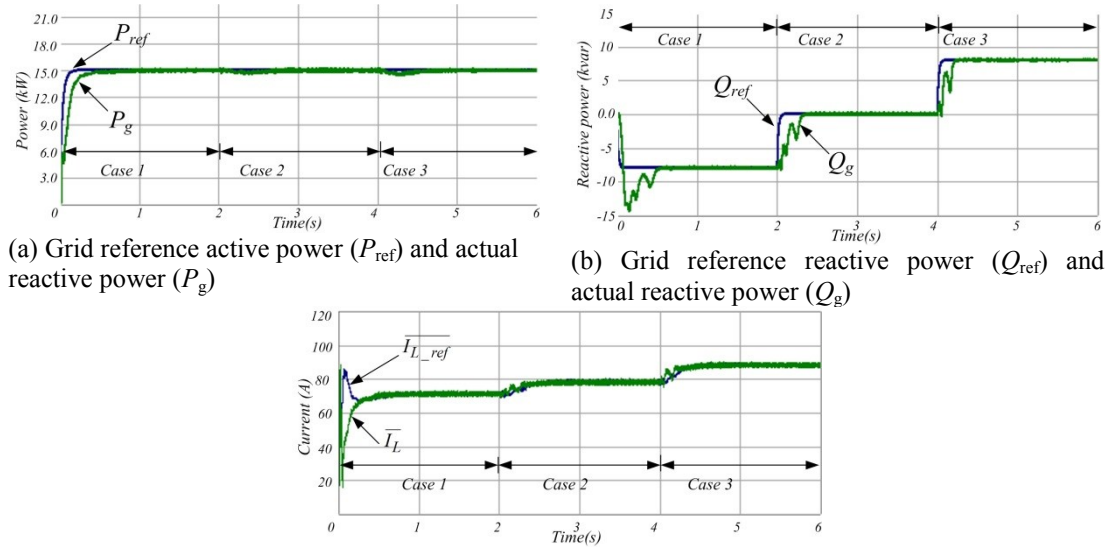 21.0
18.0
15.0
12.0
9.0
6.0
3.0
Power (kW)
P_ref
P_g
Case 1
Case 2
Case 3
0
1
2
3
4
5
6
Time(s)
(a) Grid reference active power (P_ref) and actual
reactive power (P_g)
15
10
5
0.0
-5
-10
-15
Reactive power (kvar)
Case 1
Case 2
Case 3
Q_ref
Q_g
0
1
2
3
4
5
6
Time(s)
(b) Grid reference reactive power (Q_ref) and
actual reactive power (Q_g)
120
100
80
60
40
20
Current (A)
I_L_ref
I_L
Case 1
Case 2
Case 3
0
1
2
3
4
5
6
Time(s)